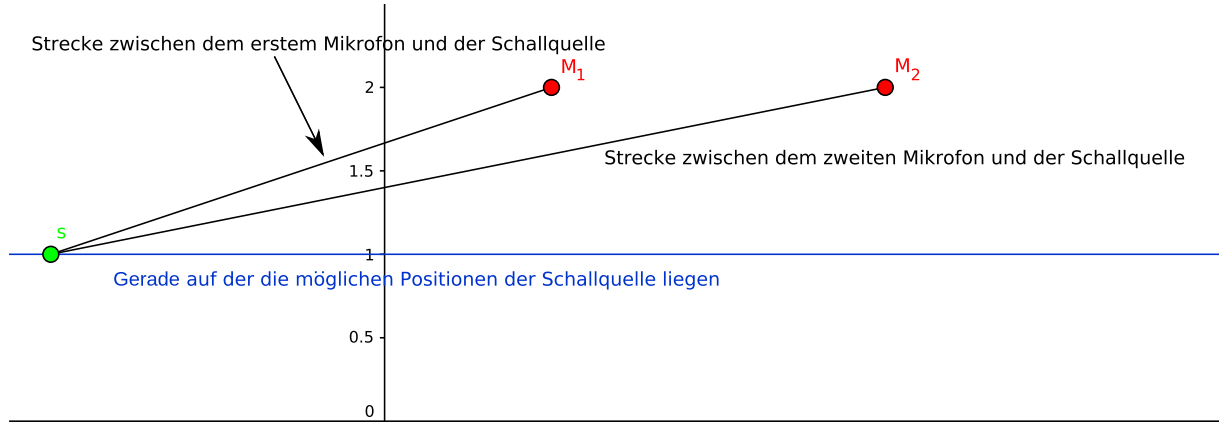 Strecke zwischen dem erstem Mikrofon und der Schallquelle
M1
M2
2
Strecke zwischen dem zweiten Mikrofon und der Schallquelle
1.5
s
1
Gerade auf der die möglichen Positionen der Schallquelle liegen
0.5
0